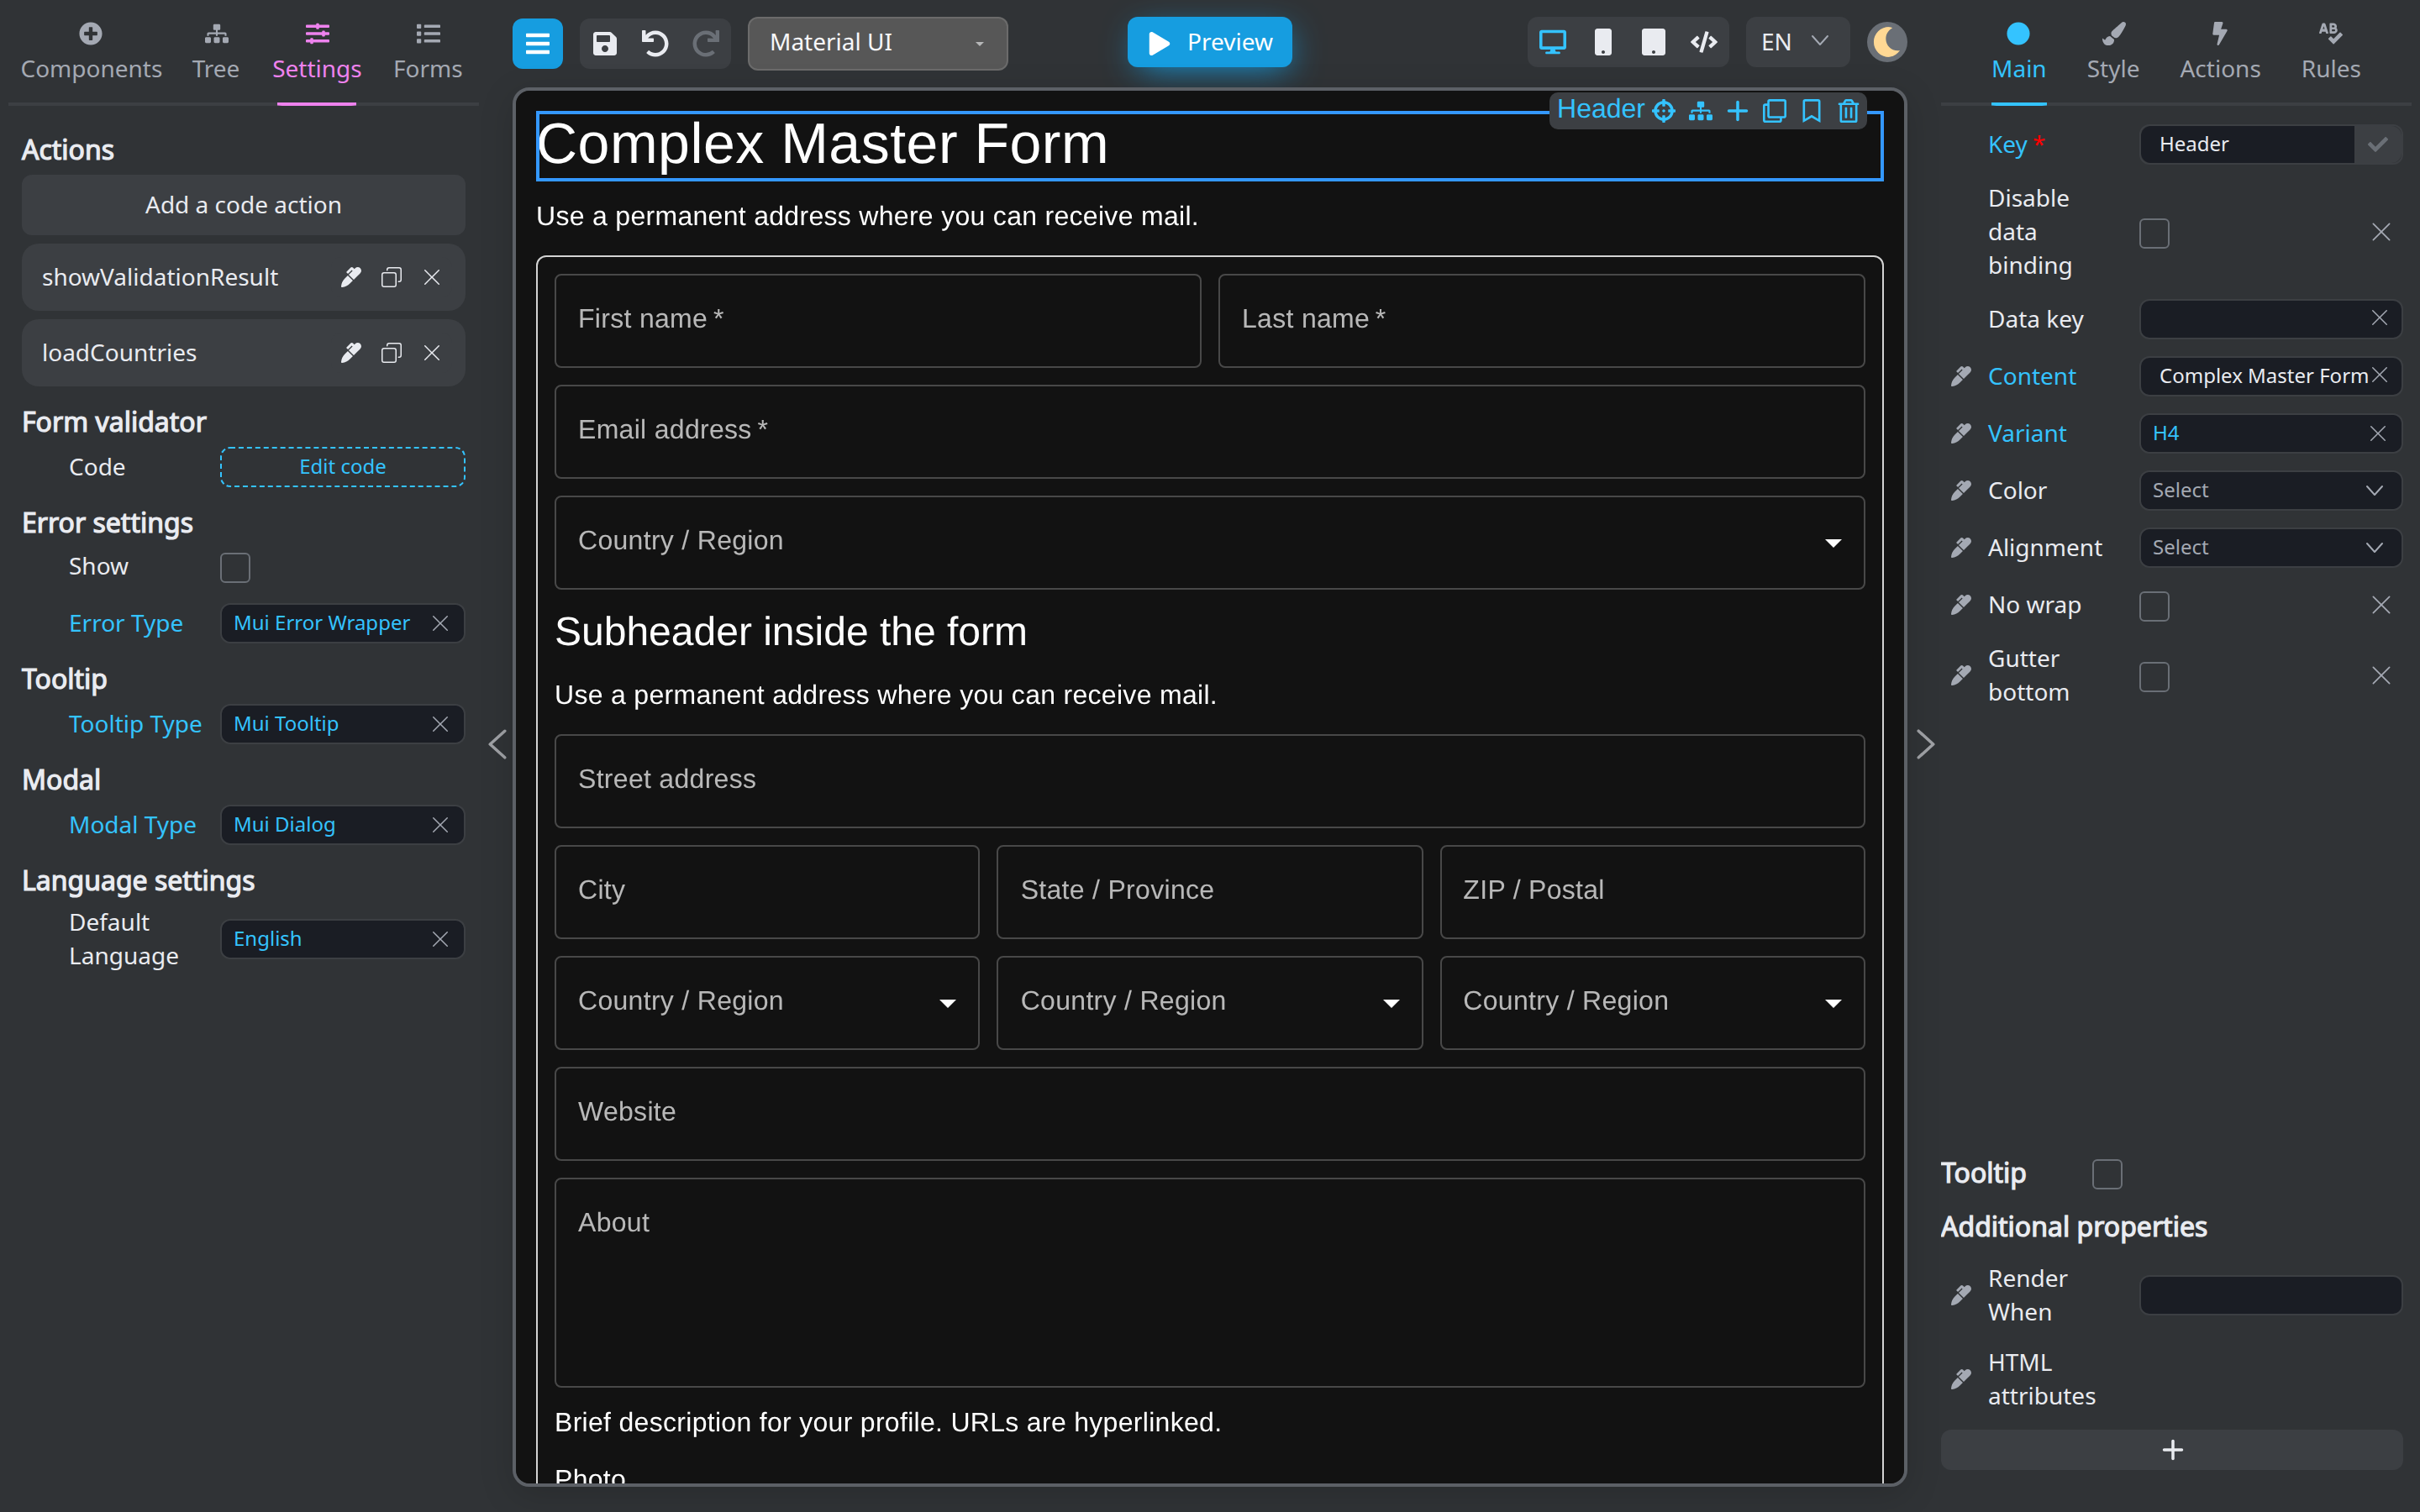 Components
Tree
Settings
Forms
Material UI
Preview
EN
Main
Style
Actions
AB
Rules
Actions
Add a code action
showValidationResult
loadCountries
Form validator
Code
Edit code
Error settings
Show
Error Type
Mui Error Wrapper
Tooltip
Tooltip Type
Mui Tooltip
Modal
Modal Type
Mui Dialog
Language settings
Default
Language
English
Header
Complex Master Form
Use a permanent address where you can receive mail.
First name *
Last name *
Email address *
Country / Region
Subheader inside the form
Use a permanent address where you can receive mail.
Street address
City
State / Province
ZIP / Postal
Country / Region
Country / Region
Country / Region
Website
About
Brief description for your profile. URLs are hyperlinked.
Photo
Key *
Header
Disable
data
binding
Data key
Content
Complex Master Form
Variant
H4
Color
Select
Alignment
Select
No wrap
Gutter
bottom
Tooltip
Additional properties
Render
When
HTML
attributes